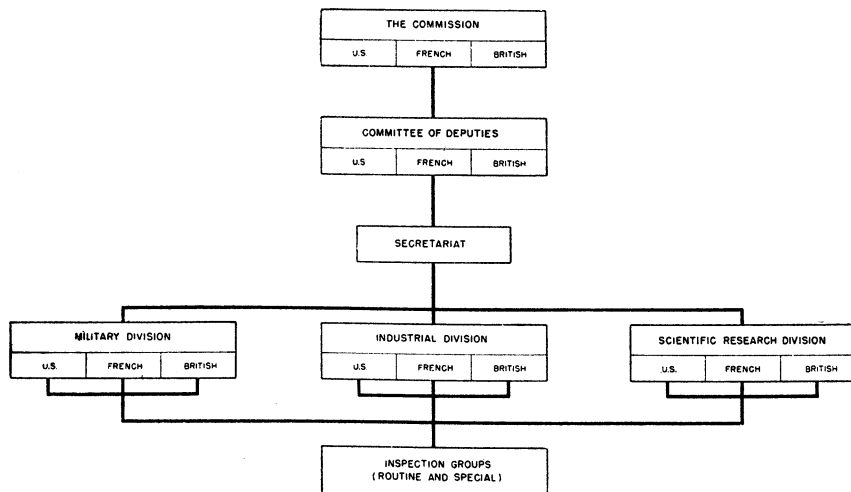 THE COMMISSION
U.S. FRENCH BRITISH
COMMITTEE OF DEPUTIES
U.S FRENCH BRITISH
SECRETARIAT
MILITARY DIVISION
U.S. FRENCH BRITISH
INDUSTRIAL DIVISION
U.S FRENCH BRITISH
SCIENTIFIC RESEARCH DIVISION
U.S. FRENCH BRITISH
INSPECTION GROUPS
(ROUTINE AND SPECIAL)